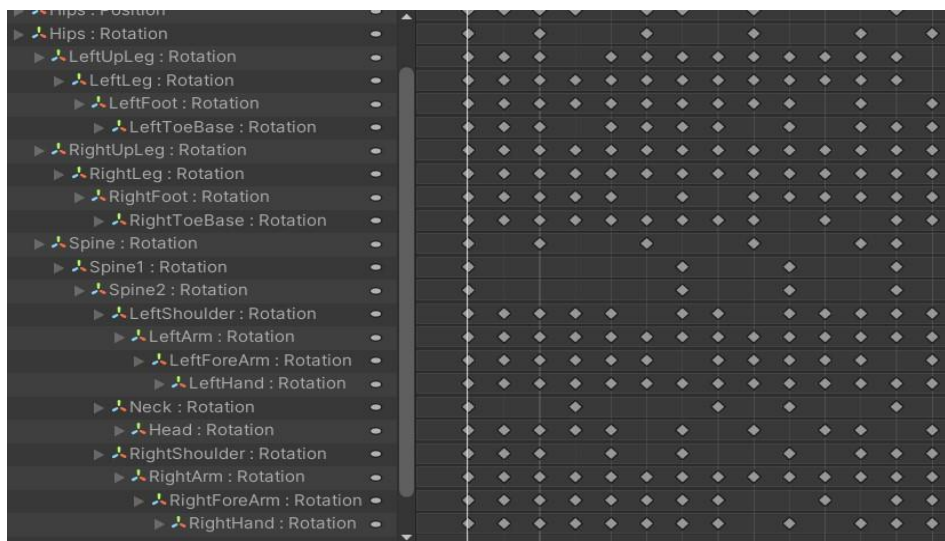 Hips : Position
Hips : Rotation
LeftUpLeg : Rotation
LeftLeg : Rotation
LeftFoot : Rotation
LeftToeBase : Rotation
RightUpLeg : Rotation
RightLeg : Rotation
RightFoot : Rotation
RightToeBase : Rotation
Spine : Rotation
Spine1 : Rotation
Spine2 : Rotation
LeftShoulder : Rotation
LeftArm : Rotation
LeftForeArm : Rotation
LeftHand : Rotation
Neck : Rotation
Head : Rotation
RightShoulder : Rotation
RightArm : Rotation
RightForeArm : Rotation
RightHand : Rotation